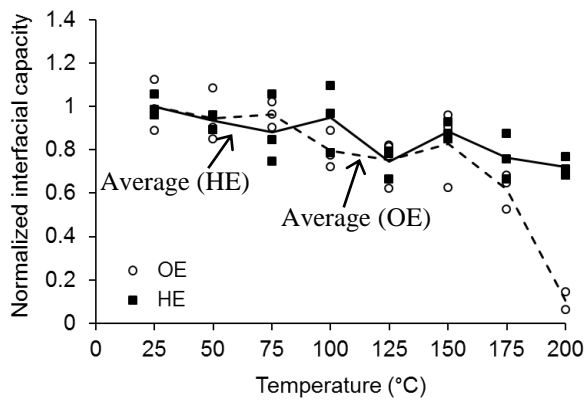 Normalized interfacial capacity
1.4
1.2
1
0.8
0.6
0.4
0.2
0
Average (HE)
Average (OE)
OE
HE
0 25 50 75 100 125 150 175 200
Temperature (°C)